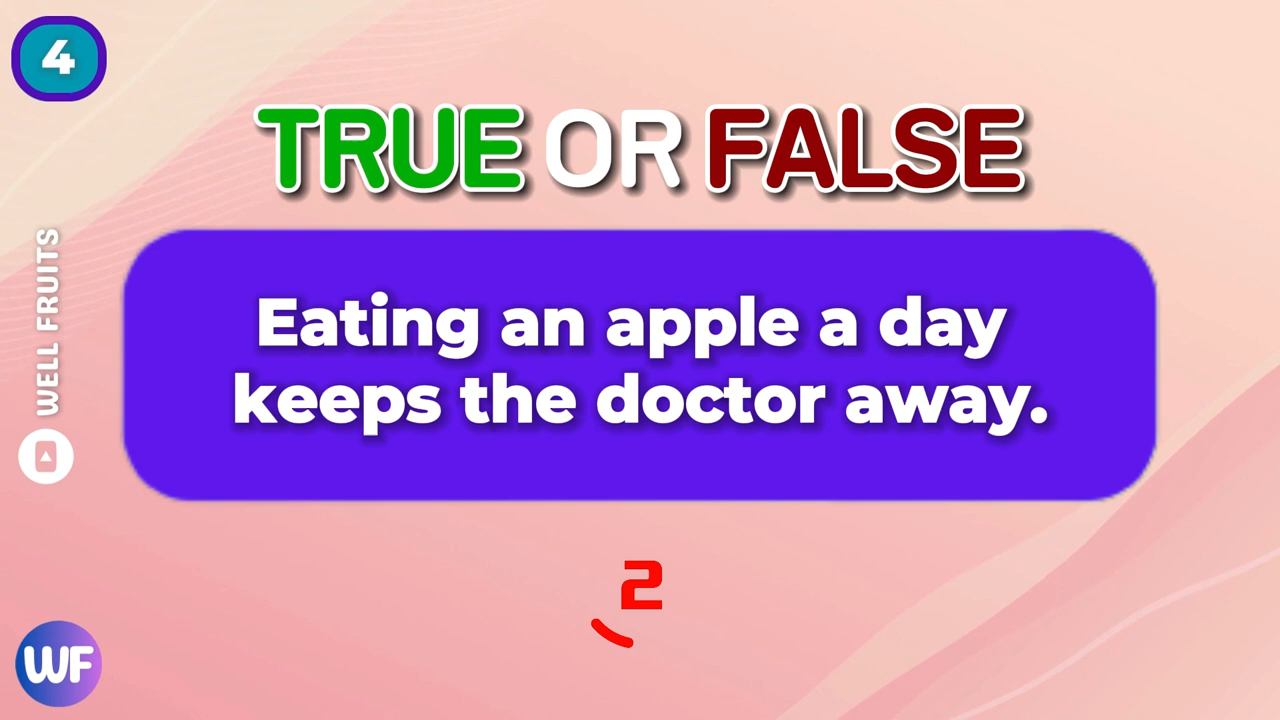 4
TRUE OR FALSE
WELL FRUITS
Eating an apple a day
keeps the doctor away.
2
WF